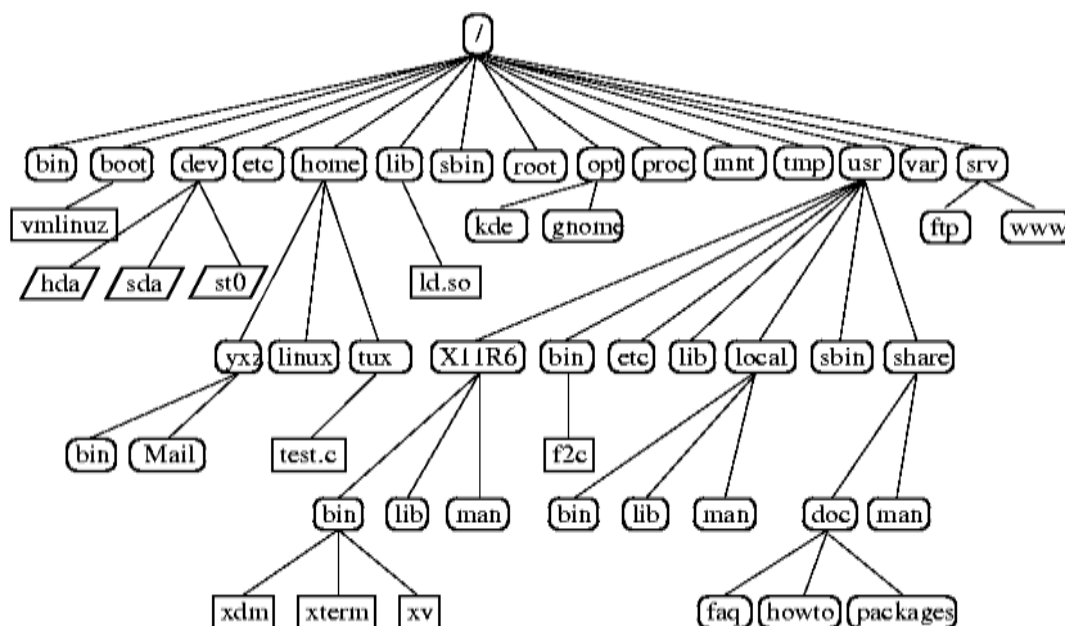 /
bin boot dev etc home lib sbin root opt proc mnt tmp usr var srv
vmlinuz kde gnome ftp www
hda sda st0 ld.so
yxz linux tux X11R6 bin etc lib local sbin share
bin Mail test.c f2c
bin lib man bin lib man doc man
xdm xterm xv faq howto packages